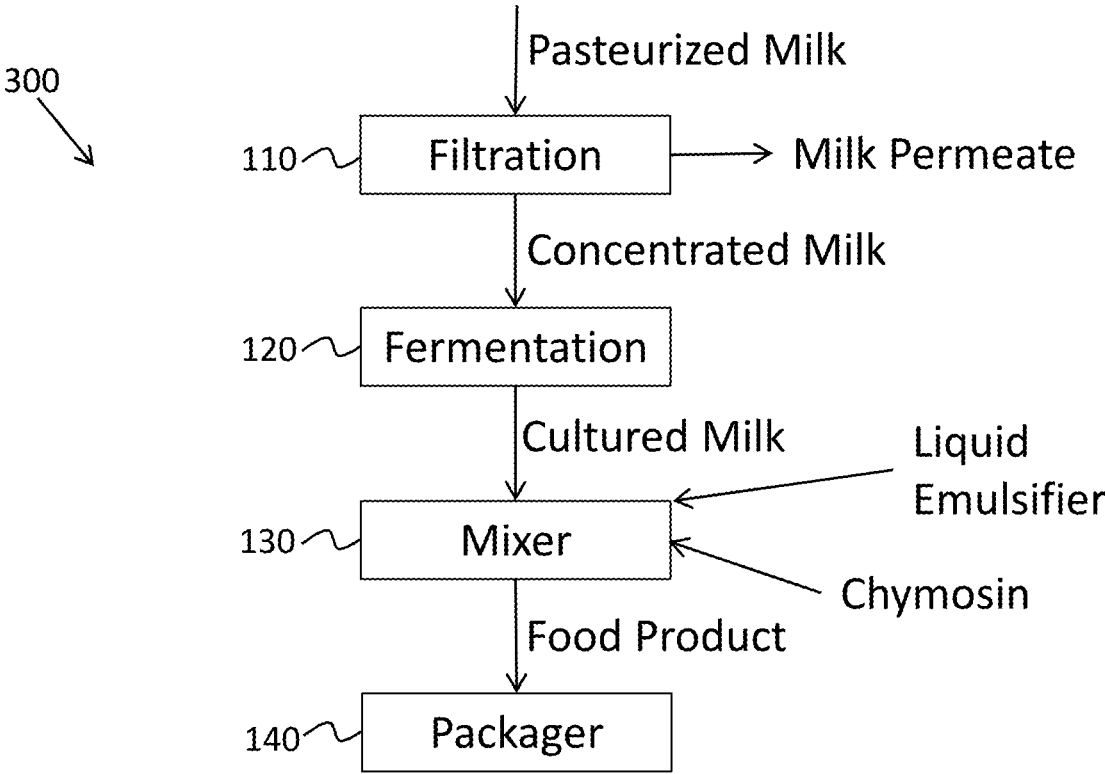 Pasteurized Milk
300
110
Filtration
Milk Permeate
Concentrated Milk
120
Fermentation
Cultured Milk
Liquid
Emulsifier
130
Mixer
Chymosin
Food Product
140
Packager